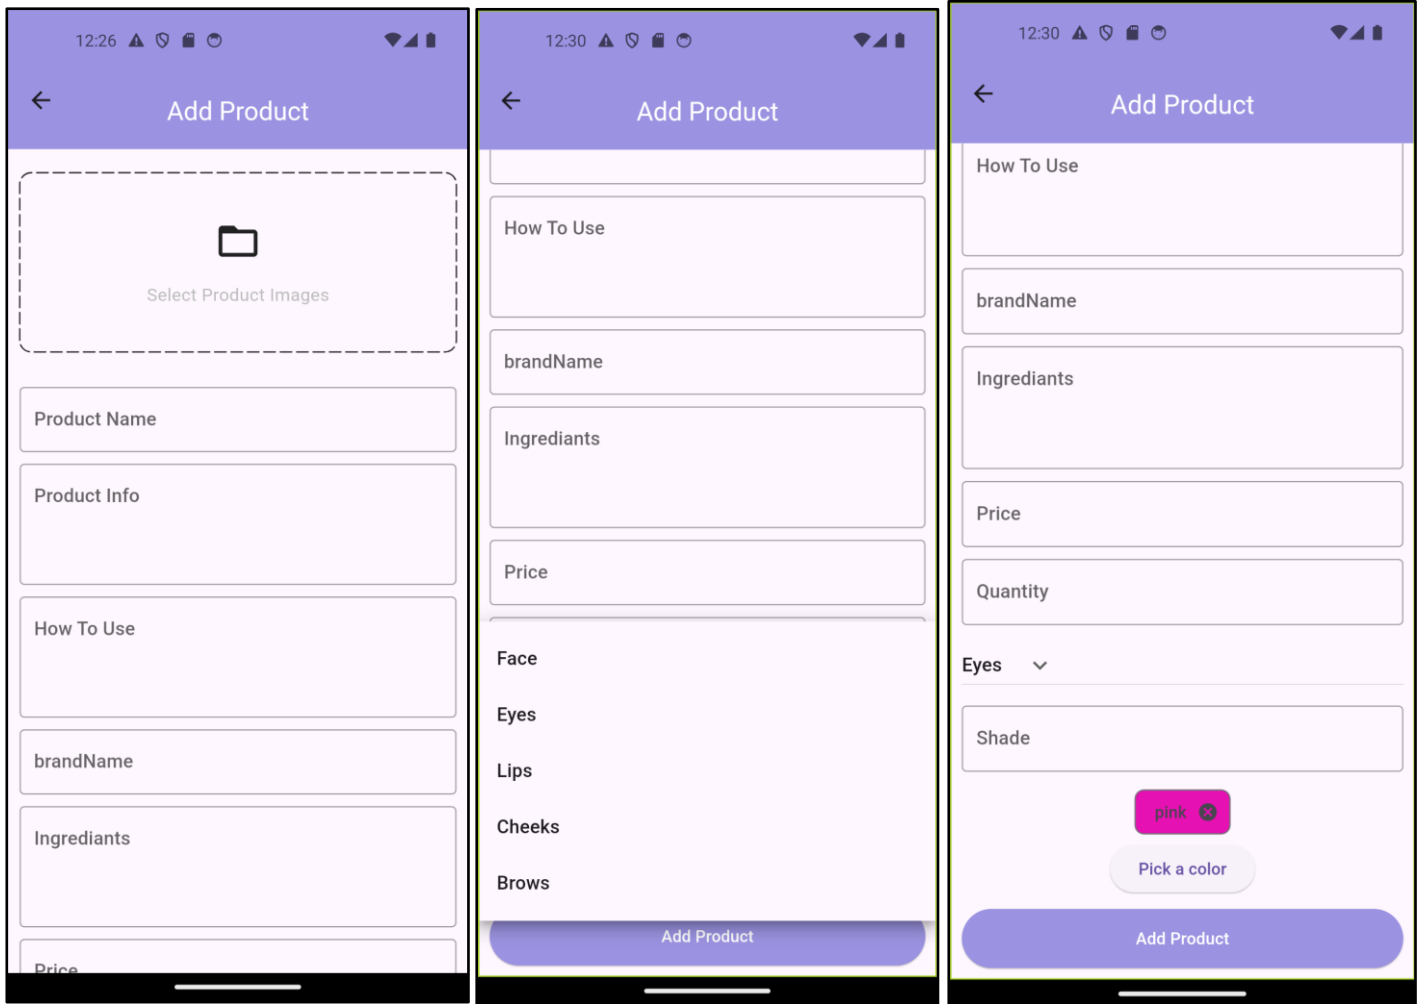 12:26
Add Product
Select Product Images
Product Name
Product Info
How To Use
brandName
Ingrediants
Price
12:30
Add Product
How To Use
brandName
Ingrediants
Price
Face
Eyes
Lips
Cheeks
Brows
Add Product
12:30
Add Product
How To Use
brandName
Ingrediants
Price
Quantity
Eyes
Shade
pink
Pick a color
Add Product